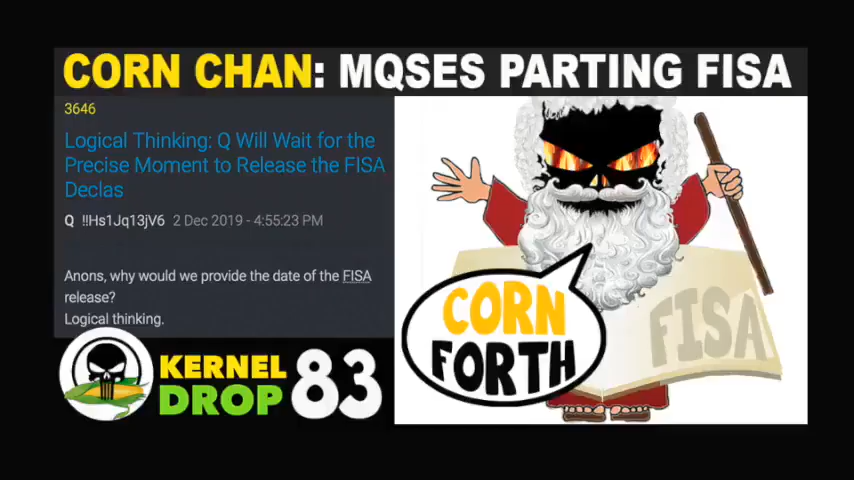 CORN CHAN: MQSES PARTING FISA
3646
Logical Thinking: Q Will Wait for the
Precise Moment to Release the FISA
Declas
Q !!Hs1Jq13jV6 2 Dec 2019 - 4:55:23 PM
Anons, why would we provide the date of the FISA
release?
Logical thinking.
KERNEL
DROP 83
CORN
FORTH
FISA